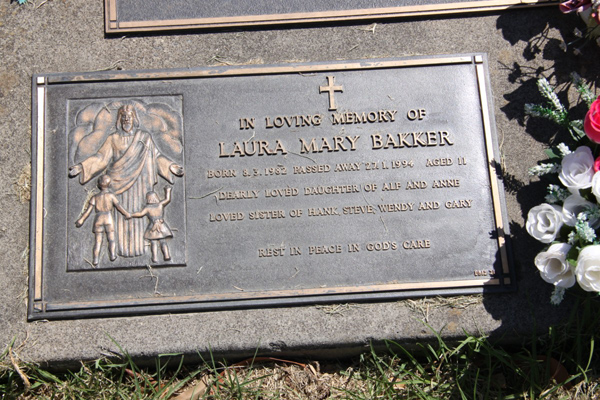 IN LOVING MEMORY OF
LAURA MARY BAKKER
BORN 8.3.1982 PASSED AWAY 27.1.1994 AGED 11
DEARLY LOVED DAUGHTER OF ALF AND ANNE
LOVED SISTER OF HANK, STEVE, WENDY AND GARY
REST IN PEACE IN GOD'S CARE